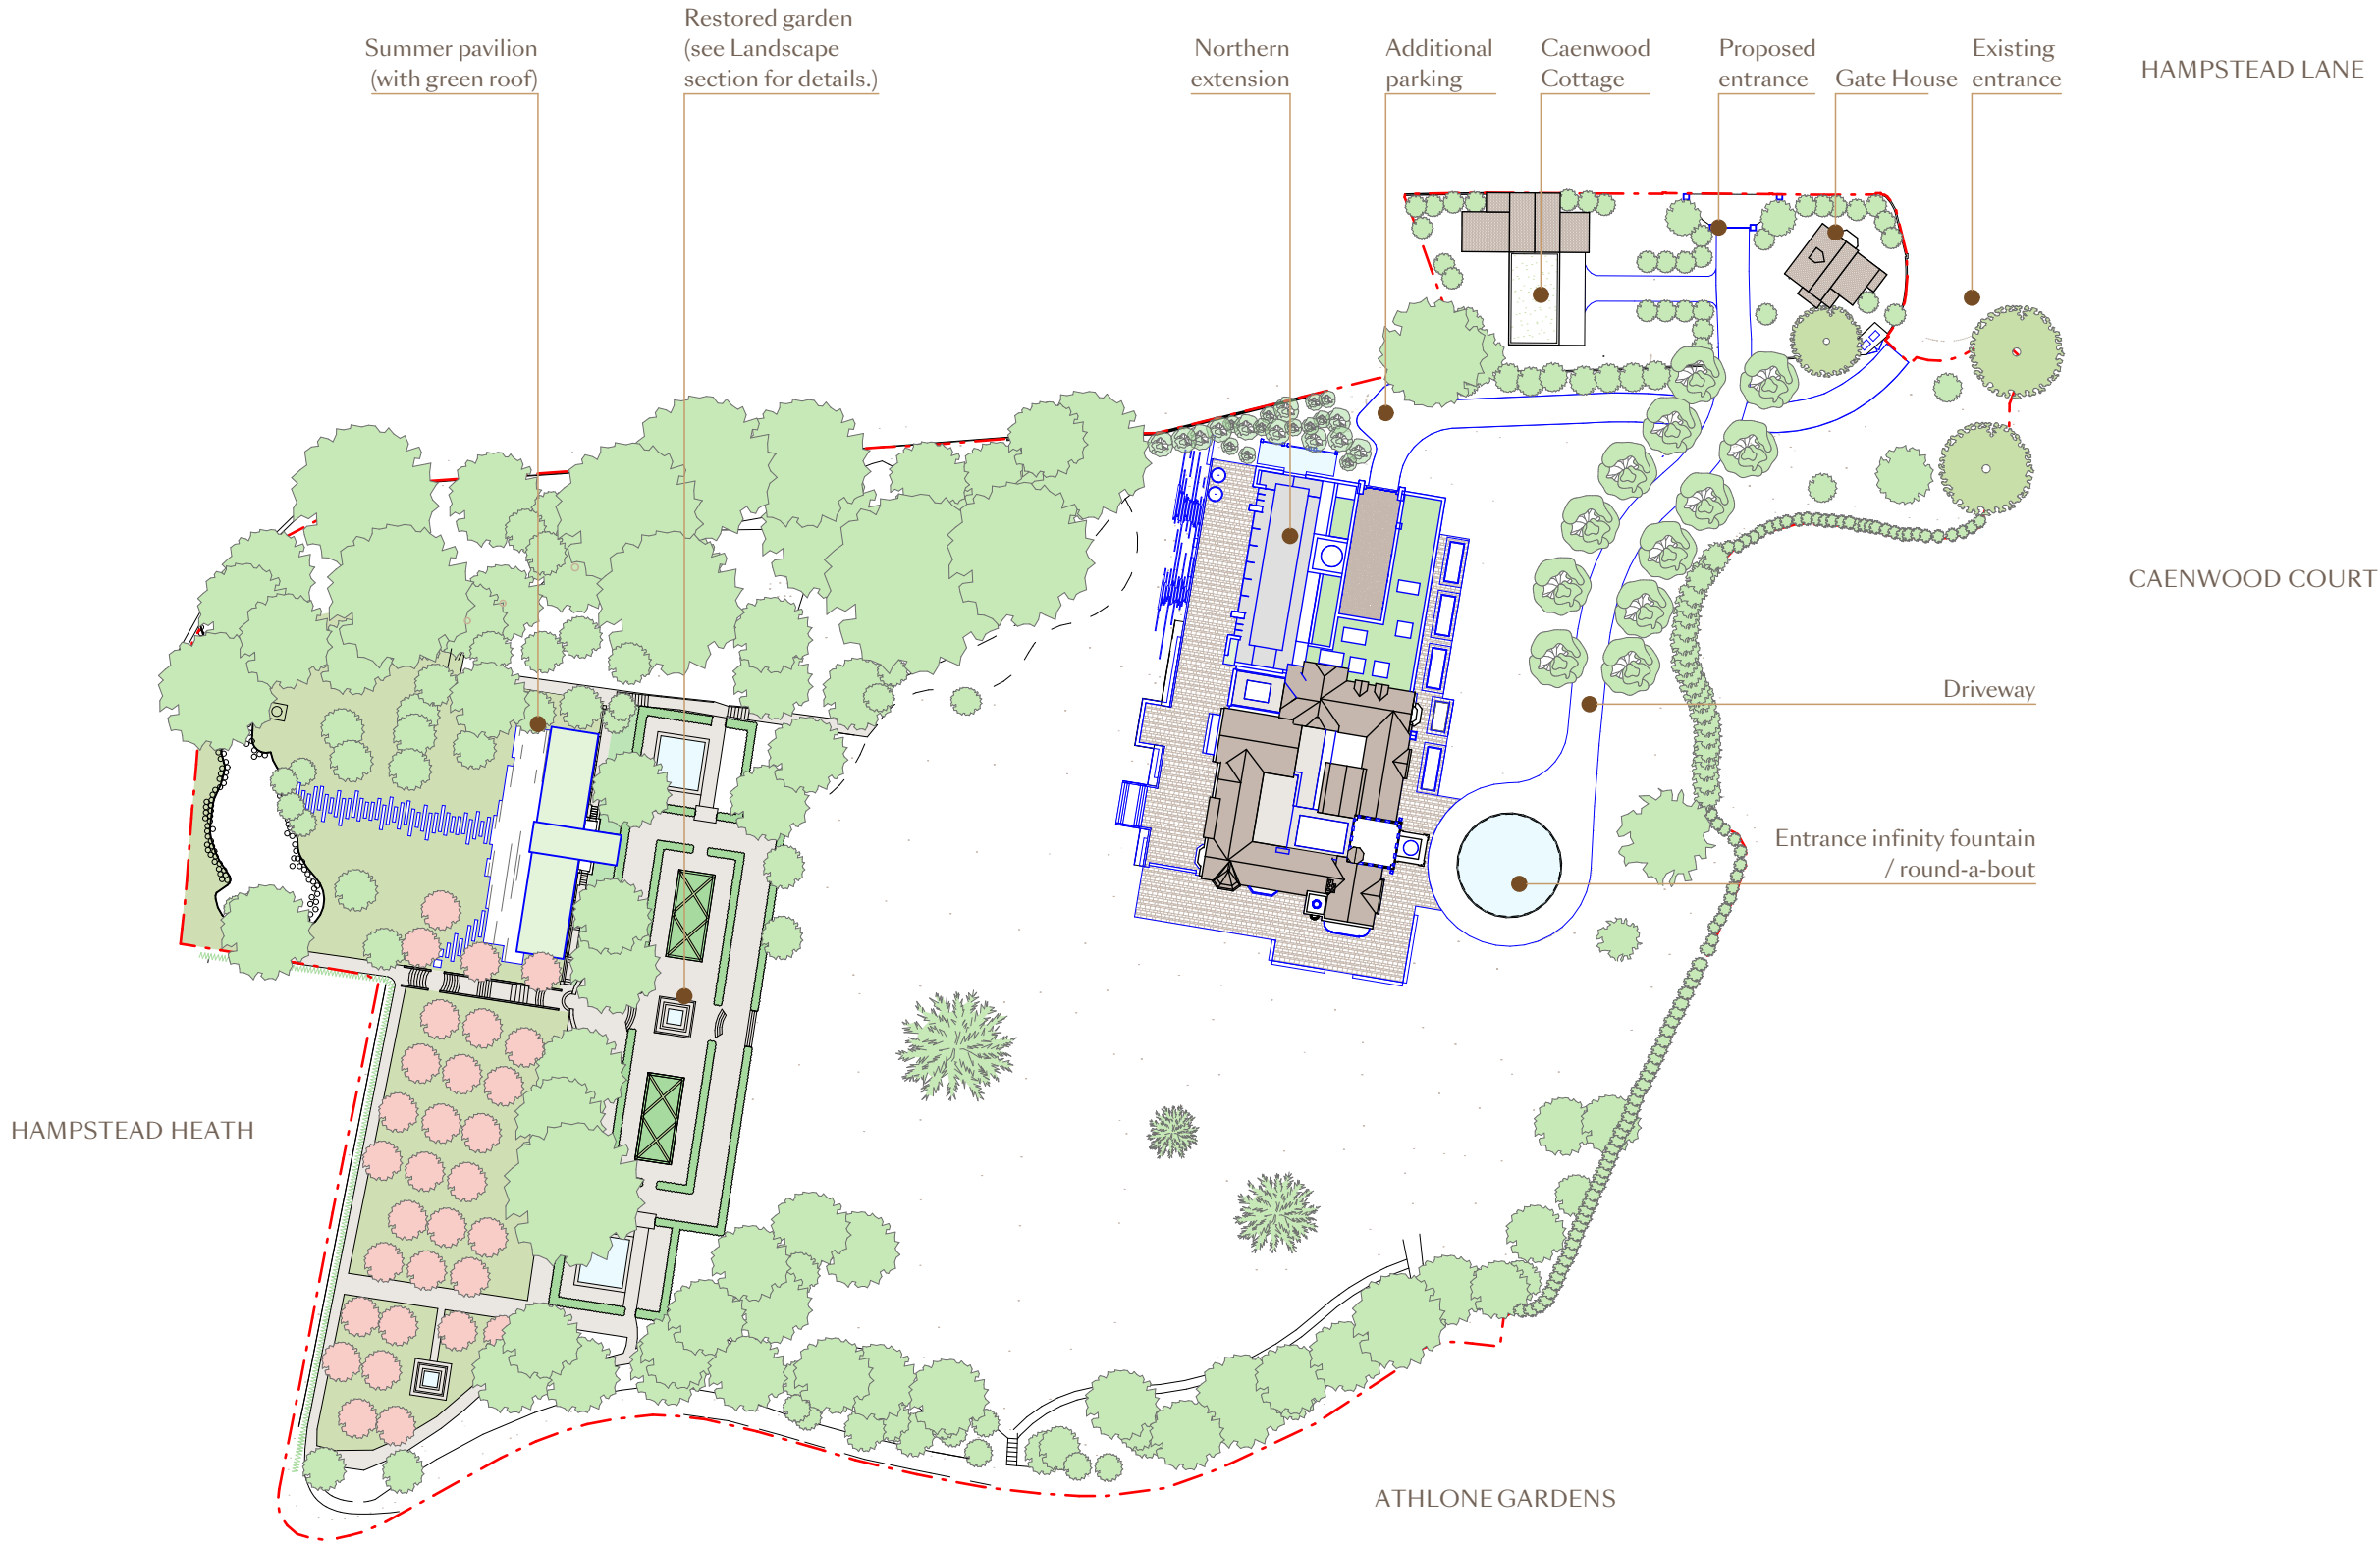 Restored garden
(see Landscape
section for details.)
Summer pavilion
(with green roof)
Northern
extension
Additional
parking
Caenwood
Cottage
Proposed
entrance
Gate House
Existing
entrance
HAMPSTEAD LANE
CAENWOOD COURT
Driveway
Entrance infinity fountain
/ round-a-bout
HAMPSTEAD HEATH
ATHLONE GARDENS